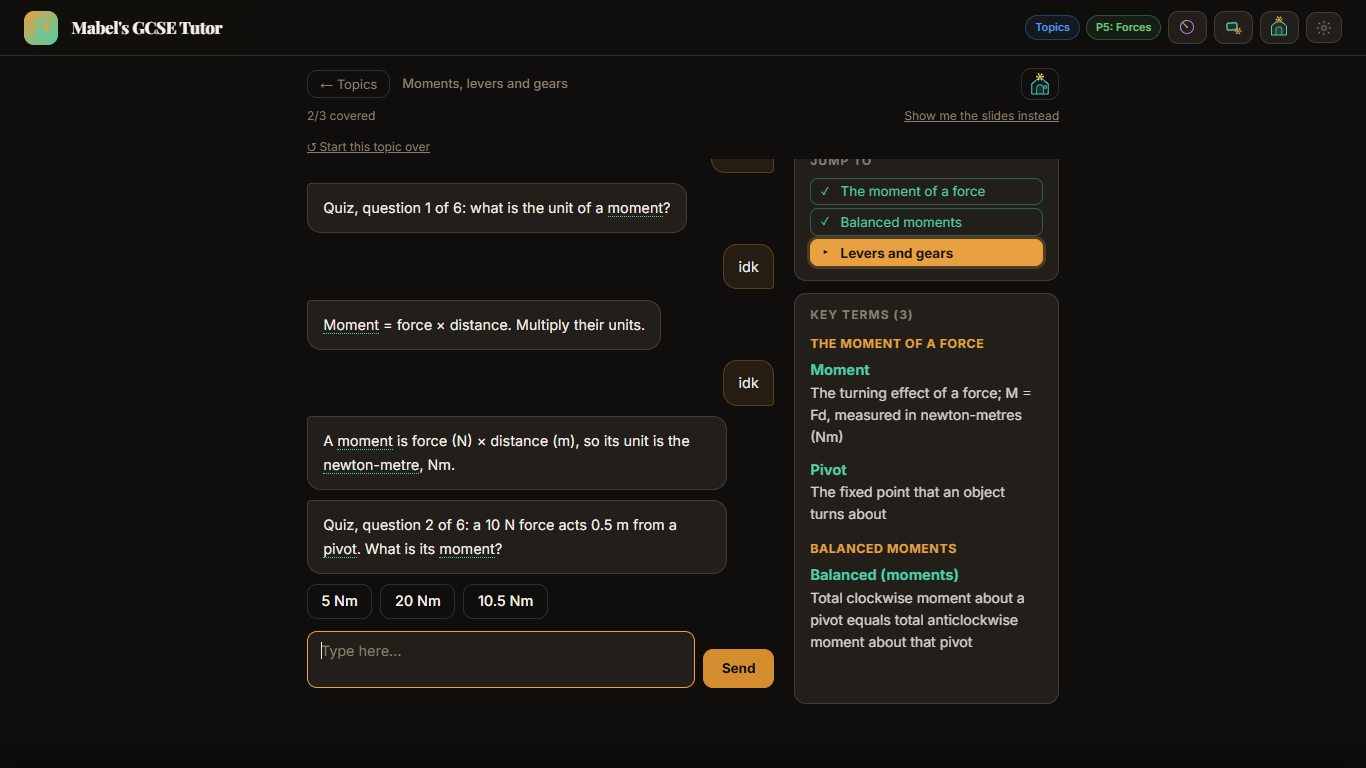 Mabel's GCSE Tutor
Topics
P5: Forces
← Topics
Moments, levers and gears
2/3 covered
Show me the slides instead
↺ Start this topic over
Quiz, question 1 of 6: what is the unit of a moment?
idk
Moment = force × distance. Multiply their units.
idk
A moment is force (N) × distance (m), so its unit is the
newton-metre, Nm.
Quiz, question 2 of 6: a 10 N force acts 0.5 m from a
pivot. What is its moment?
5 Nm
20 Nm
10.5 Nm
Type here...
Send
JUMP TO
✓ The moment of a force
✓ Balanced moments
‣ Levers and gears
KEY TERMS (3)
THE MOMENT OF A FORCE
Moment
The turning effect of a force; M =
Fd, measured in newton-metres
(Nm)
Pivot
The fixed point that an object
turns about
BALANCED MOMENTS
Balanced (moments)
Total clockwise moment about a
pivot equals total anticlockwise
moment about that pivot